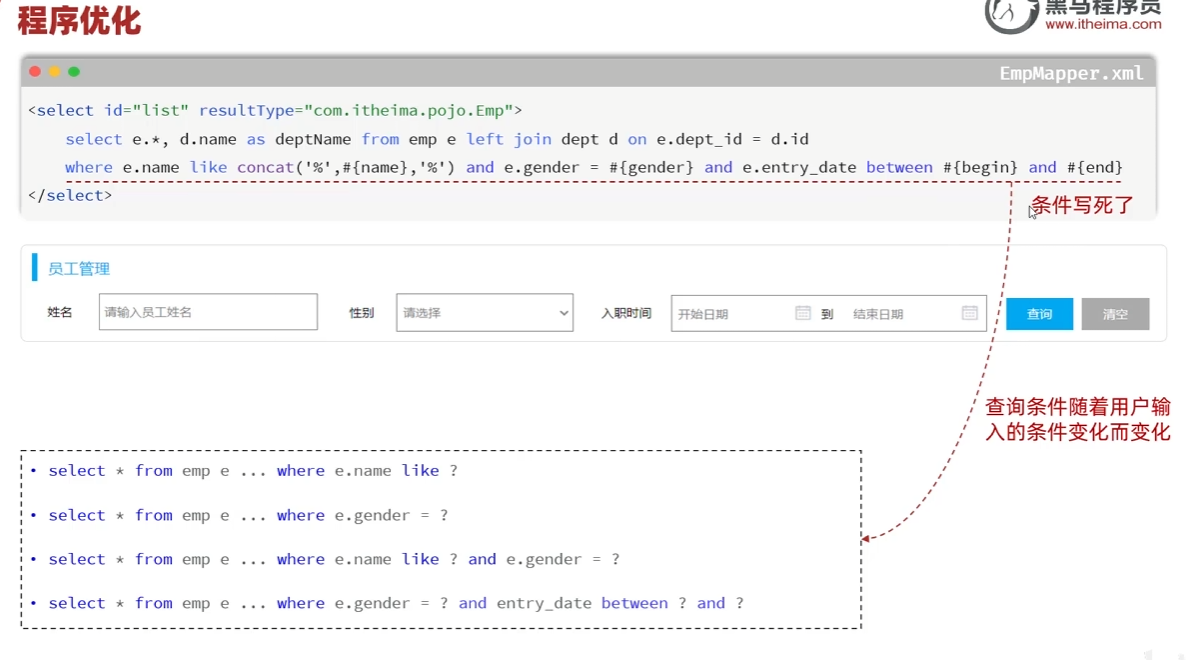 程序优化
黑马程序员
www.itheima.com
EmpMapper.xml
<select id="list" resultType="com.itheima.pojo.Emp">
select e.*, d.name as deptName from emp e left join dept d on e.dept_id = d.id
where e.name like concat('%',#{name},'%') and e.gender = #{gender} and e.entry_date between #{begin} and #{end}
</select>
条件写死了
员工管理
姓名 请输入员工姓名 性别 请选择 入职时间 开始日期 到 结束日期 查询 清空
查询条件随着用户输
入的条件变化而变化
• select * from emp e ... where e.name like ?
• select * from emp e ... where e.gender = ?
• select * from emp e ... where e.name like ? and e.gender = ?
• select * from emp e ... where e.gender = ? and entry_date between ? and ?